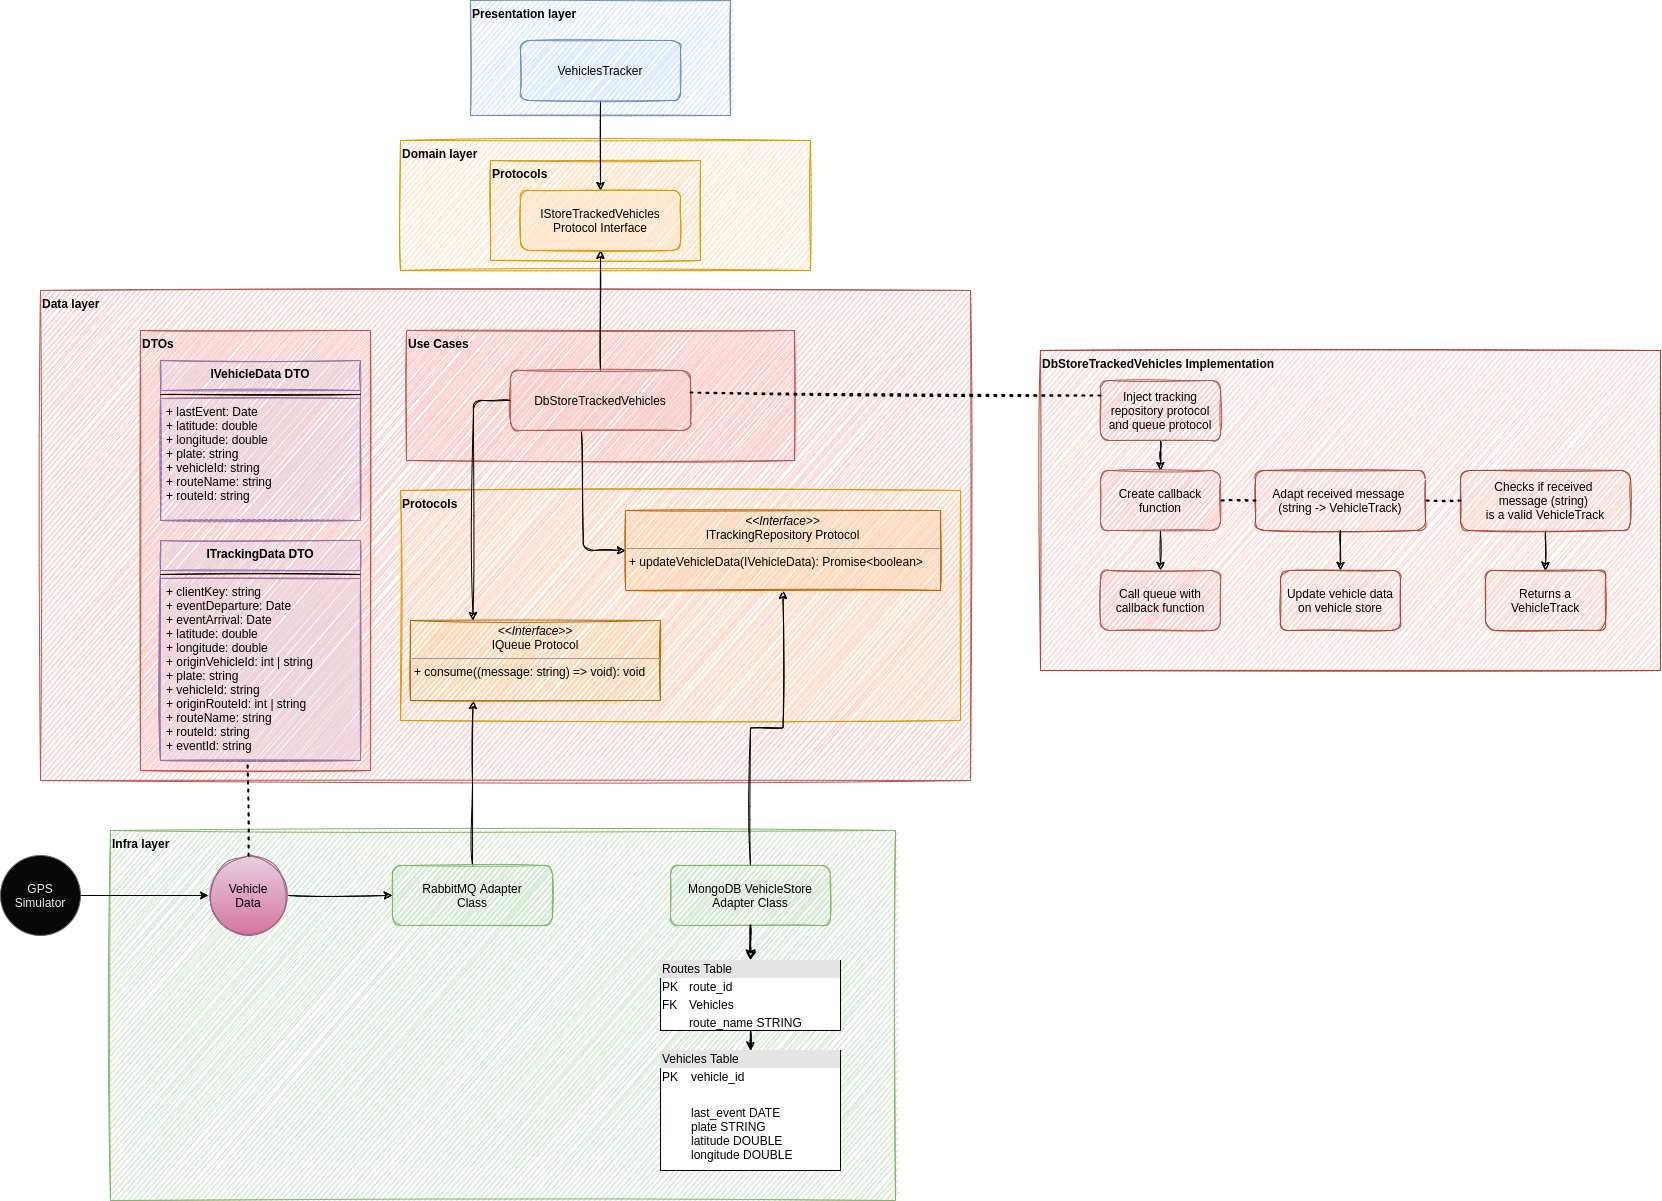 Presentation layer
VehiclesTracker
Domain layer
Protocols
IStoreTrackedVehicles
Protocol Interface
Data layer
DTOs
IVehicleData DTO
+ lastEvent: Date
+ latitude: double
+ longitude: double
+ plate: string
+ vehicleId: string
+ routeName: string
+ routeId: string
ITrackingData DTO
+ clientKey: string
+ eventDeparture: Date
+ eventArrival: Date
+ latitude: double
+ longitude: double
+ originVehicleId: int | string
+ plate: string
+ vehicleId: string
+ originRouteId: int | string
+ routeName: string
+ routeId: string
+ eventId: string
Use Cases
DbStoreTrackedVehicles
Protocols
<<Interface>>
ITrackingRepository Protocol
+ updateVehicleData(IVehicleData): Promise<boolean>
<<Interface>>
IQueue Protocol
+ consume((message: string) => void): void
DbStoreTrackedVehicles Implementation
Inject tracking
repository protocol
and queue protocol
Create callback
function
Adapt received message
(string -> VehicleTrack)
Checks if received
message (string)
is a valid VehicleTrack
Call queue with
callback function
Update vehicle data
on vehicle store
Returns a
VehicleTrack
Infra layer
GPS
Simulator
Vehicle
Data
RabbitMQ Adapter
Class
MongoDB VehicleStore
Adapter Class
Routes Table
PK route_id
FK Vehicles
route_name STRING
Vehicles Table
PK vehicle_id
last_event DATE
plate STRING
latitude DOUBLE
longitude DOUBLE